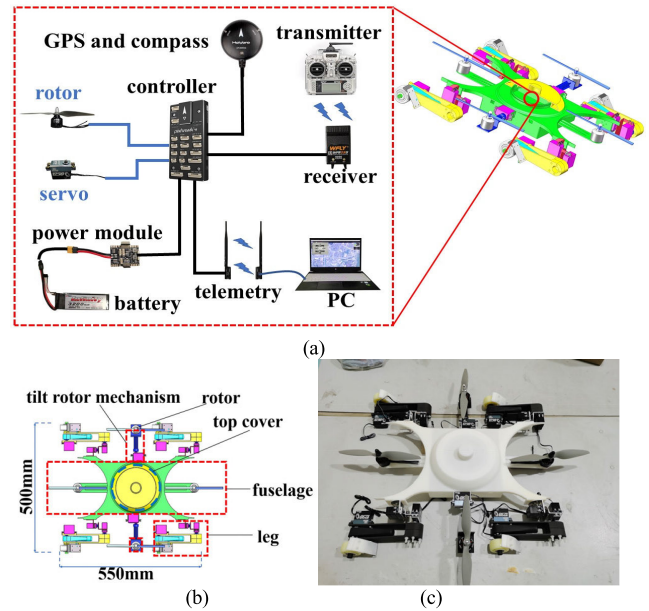 GPS and compass
transmitter
controller
rotor
servo
receiver
WFLY
power module
battery
telemetry
PC
(a)
tilt rotor mechanism
rotor
top cover
fuselage
leg
500mm
550mm
(b)
(c)